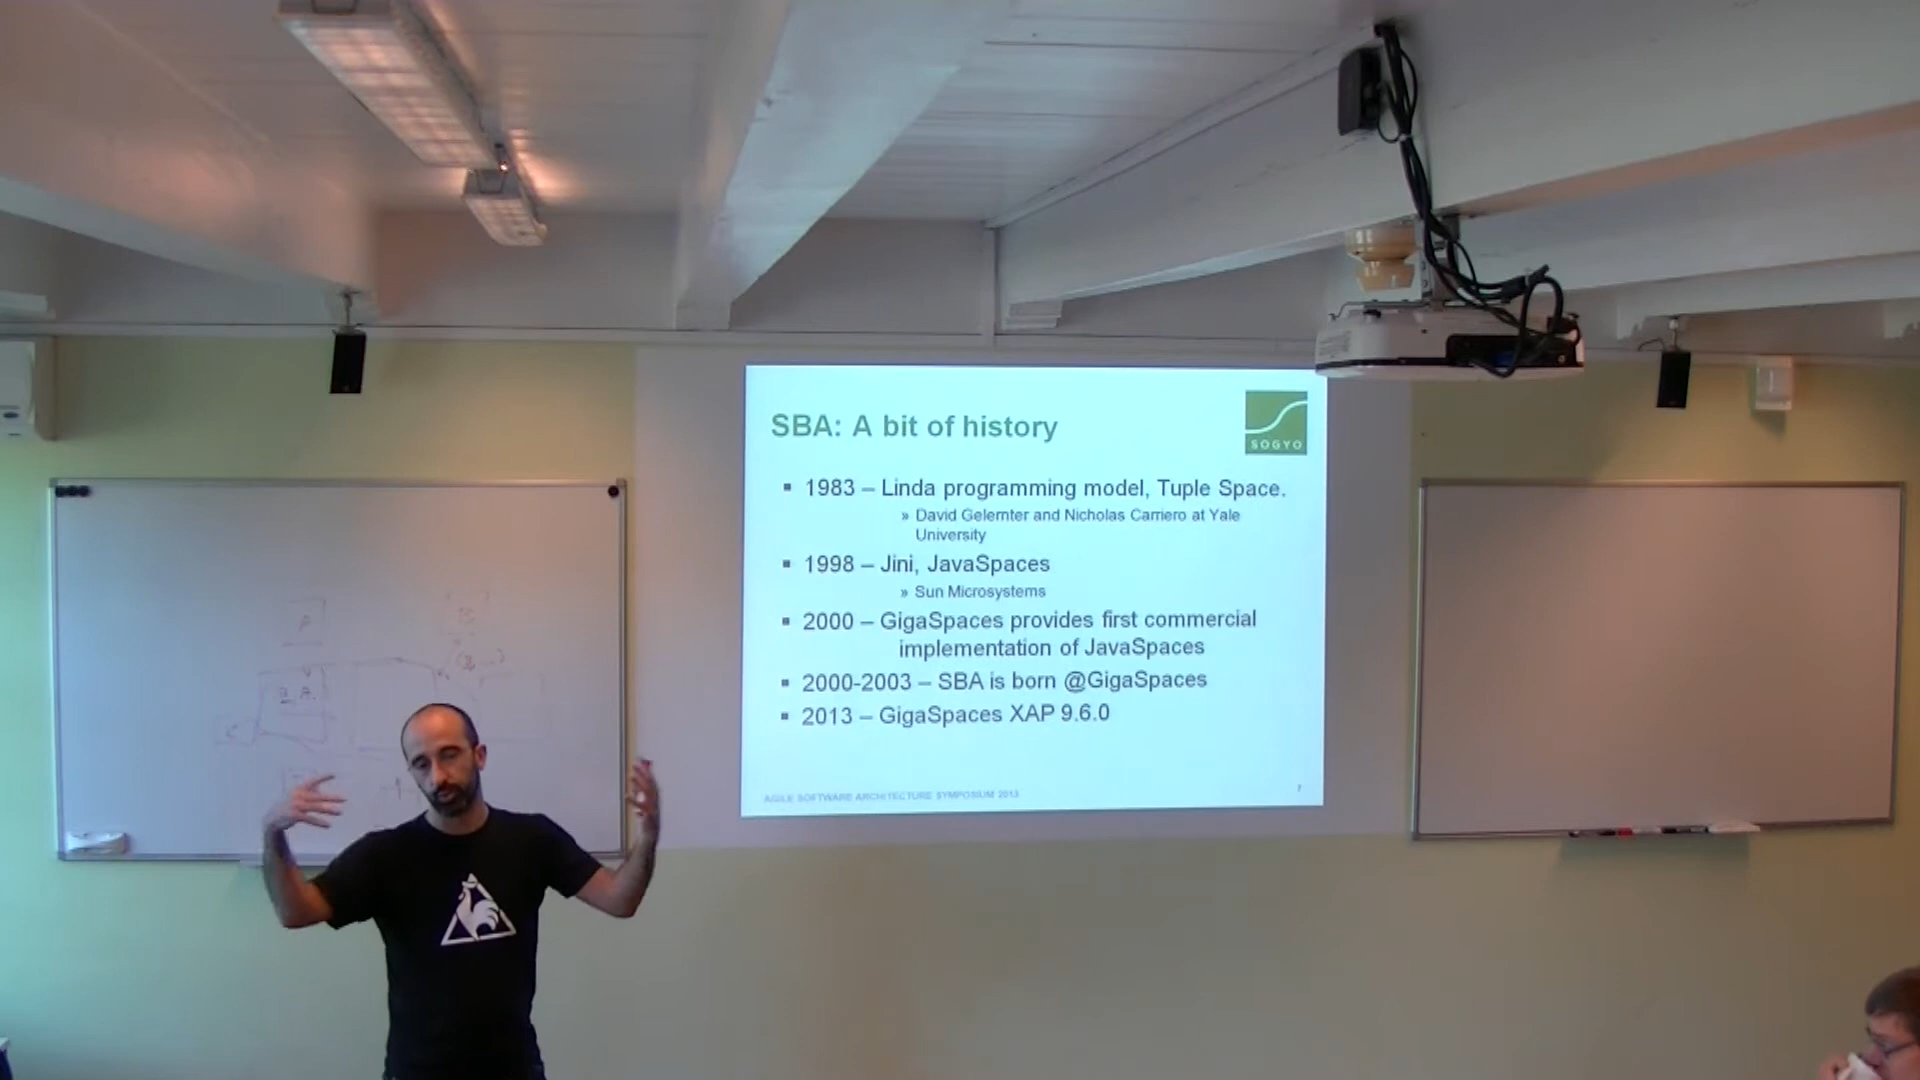 SBA: A bit of history
SOGYO
▪ 1983 – Linda programming model, Tuple Space.
» David Gelernter and Nicholas Carriero at Yale
University
▪ 1998 – Jini, JavaSpaces
» Sun Microsystems
▪ 2000 – GigaSpaces provides first commercial
implementation of JavaSpaces
▪ 2000-2003 – SBA is born @GigaSpaces
▪ 2013 – GigaSpaces XAP 9.6.0
AGILE SOFTWARE ARCHITECTURE SYMPOSIUM 2013